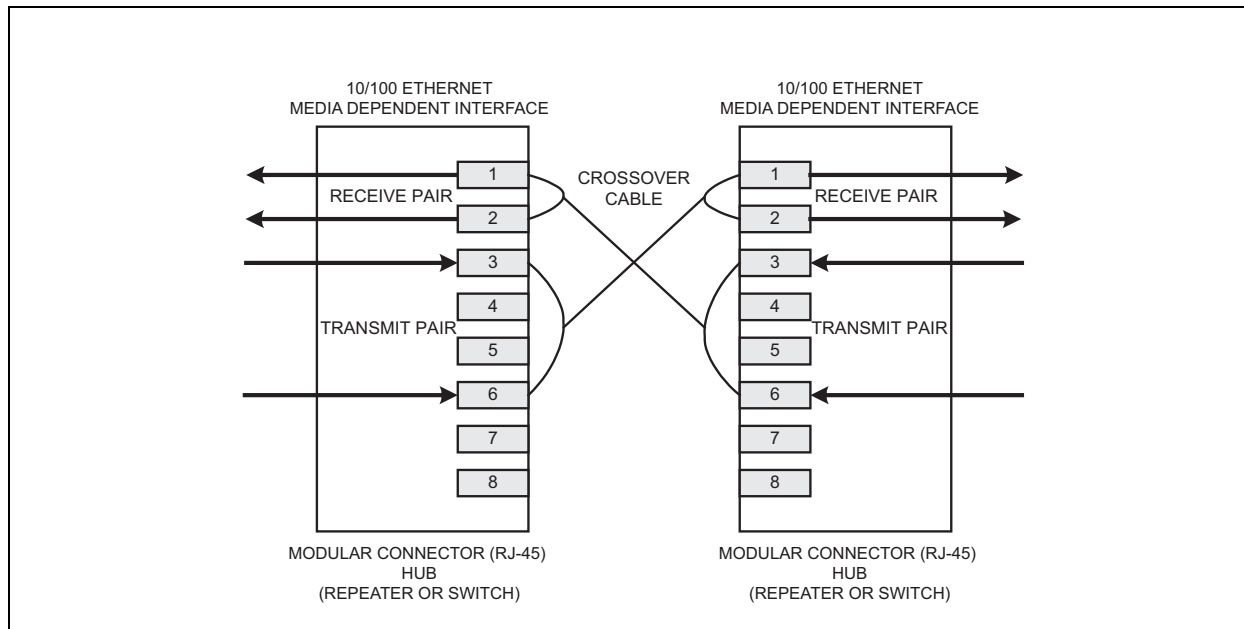 10/100 ETHERNET
MEDIA DEPENDENT INTERFACE
10/100 ETHERNET
MEDIA DEPENDENT INTERFACE
1
RECEIVE PAIR
2
3
4
TRANSMIT PAIR
5
6
7
8
CROSSOVER
CABLE
1
RECEIVE PAIR
2
3
4
TRANSMIT PAIR
5
6
7
8
MODULAR CONNECTOR (RJ-45)
HUB
(REPEATER OR SWITCH)
MODULAR CONNECTOR (RJ-45)
HUB
(REPEATER OR SWITCH)